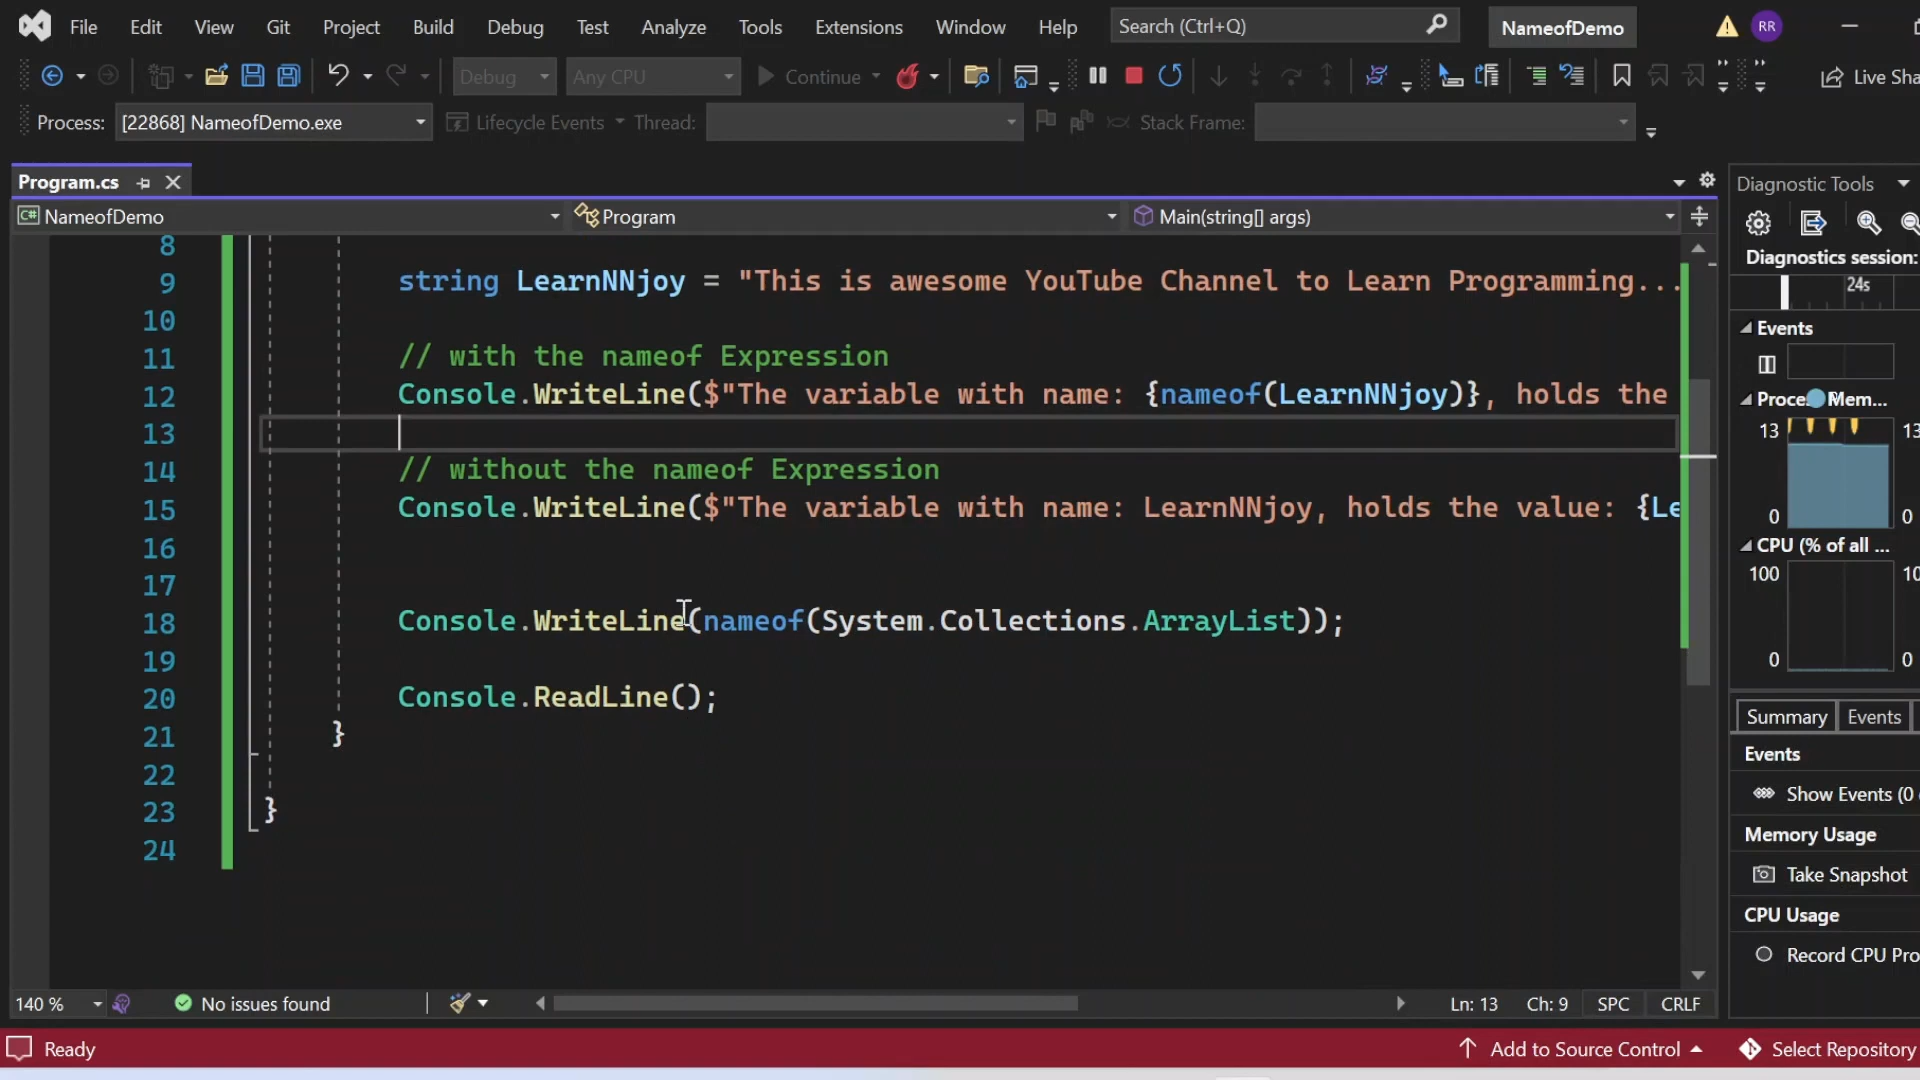 File Edit View Git Project Build Debug Test Analyze Tools Extensions Window Help Search (Ctrl+Q) NameofDemo RR
Debug Any CPU Continue Live Sha
Process: [22868] NameofDemo.exe Lifecycle Events Thread: Stack Frame:
Program.cs
C# NameofDemo Program Main(string[] args)
8
9 string LearnNNjoy = "This is awesome YouTube Channel to Learn Programming...
10
11 // with the nameof Expression
12 Console.WriteLine($"The variable with name: {nameof(LearnNNjoy)}, holds the
13
14 // without the nameof Expression
15 Console.WriteLine($"The variable with name: LearnNNjoy, holds the value: {Le
16
17
18 Console.WriteLine(nameof(System.Collections.ArrayList));
19
20 Console.ReadLine();
21 }
22
23 }
24
Diagnostic Tools
Diagnostics session:
24s
Events
Mem...
13 13
0 0
CPU (% of all ...
100 10
0 0
Summary Events
Events
Show Events (0
Memory Usage
Take Snapshot
CPU Usage
Record CPU Pro
140 % No issues found Ln: 13 Ch: 9 SPC CRLF
Ready Add to Source Control Select Repository